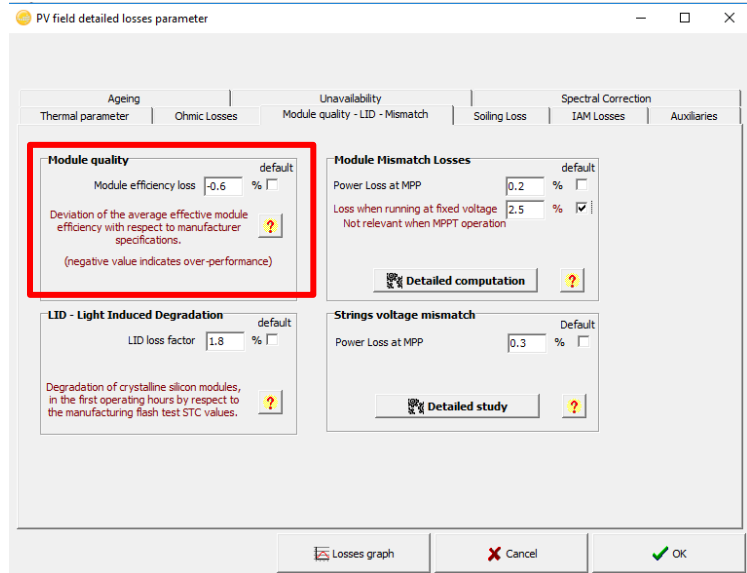 PV field detailed losses parameter
Ageing
Unavailability
Spectral Correction
Thermal parameter
Ohmic Losses
Module quality - LID - Mismatch
Soiling Loss
IAM Losses
Auxiliaries
Module quality
default
Module efficiency loss -0.6 %
Deviation of the average effective module
efficiency with respect to manufacturer
specifications.
?
(negative value indicates over-performance)
Module Mismatch Losses
default
Power Loss at MPP 0.2 %
Loss when running at fixed voltage 2.5 %
Not relevant when MPPT operation
Detailed computation
?
LID - Light Induced Degradation
default
LID loss factor 1.8 %
Degradation of crystalline silicon modules,
in the first operating hours by respect to
the manufacturing flash test STC values.
?
Strings voltage mismatch
Default
Power Loss at MPP 0.3 %
Detailed study
?
Losses graph
Cancel
OK